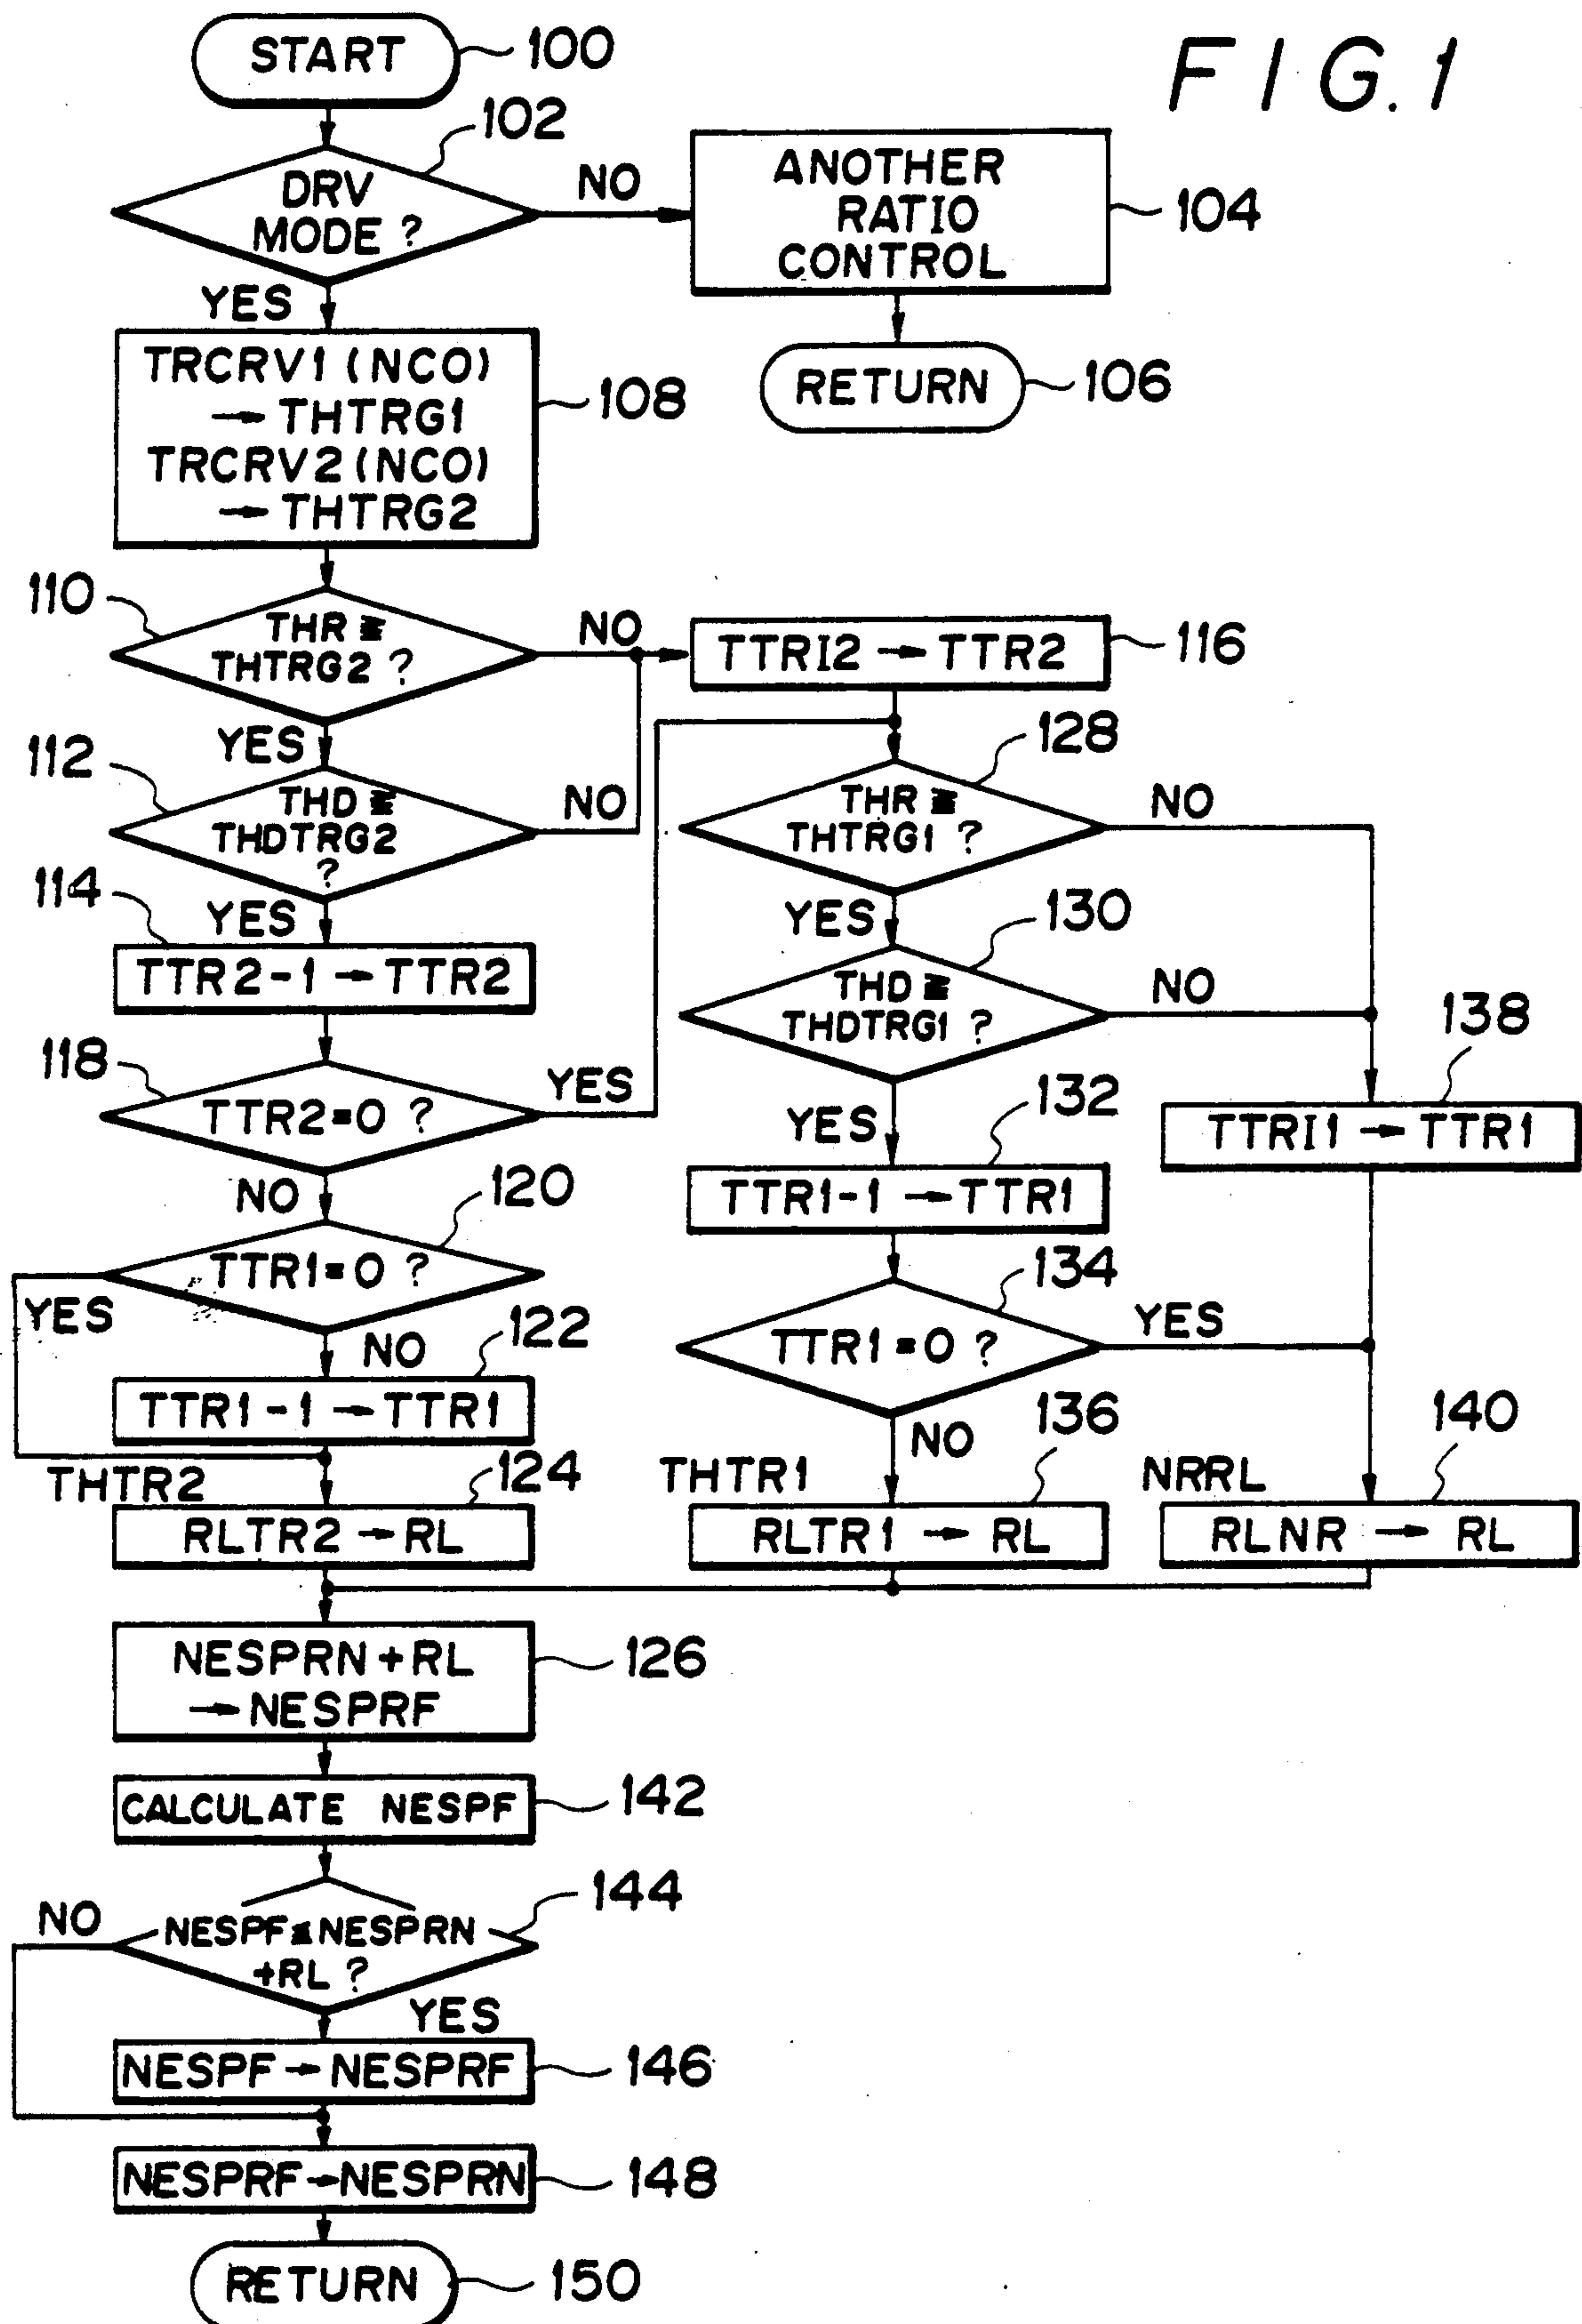 FIG. 1
START
100
102
DRV
MODE ?
NO
YES
ANOTHER
RATIO
CONTROL
104
RETURN
106
TRCRV1 (NCO)
→ THTRG1
TRCRV2 (NCO)
→ THTRG2
108
110
THR ≧
THTRG2 ?
NO
YES
TTRI2 → TTR2
116
112
THD ≧
THDTRG2
?
NO
YES
114
TTR2-1 → TTR2
118
TTR2=0 ?
YES
NO
120
TTR1=0 ?
YES
NO
122
TTR1-1 → TTR1
THTR2
124
RLTR2 → RL
128
THR ≧
THTRG1 ?
NO
YES
130
THD ≧
THDTRG1 ?
NO
YES
132
TTR1-1 → TTR1
134
TTR1=0 ?
YES
NO
THTR1
136
RLTR1 → RL
138
TTRI1 → TTR1
NRRL
140
RLNR → RL
NESPRN+RL
→ NESPRF
126
CALCULATE NESPF
142
144
NESPF≦NESPRN
+RL ?
NO
YES
NESPF → NESPRF
146
NESPRF→NESPRN
148
RETURN
150